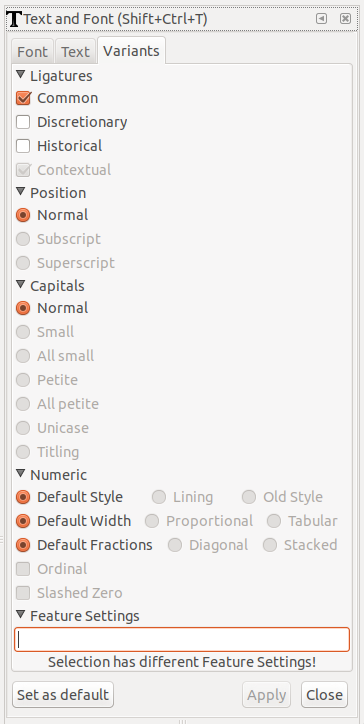 Text and Font (Shift+Ctrl+T)
Font Text Variants
Ligatures
Common
Discretionary
Historical
Contextual
Position
Normal
Subscript
Superscript
Capitals
Normal
Small
All small
Petite
All petite
Unicase
Titling
Numeric
Default Style Lining Old Style
Default Width Proportional Tabular
Default Fractions Diagonal Stacked
Ordinal
Slashed Zero
Feature Settings
Selection has different Feature Settings!
Set as default Apply Close